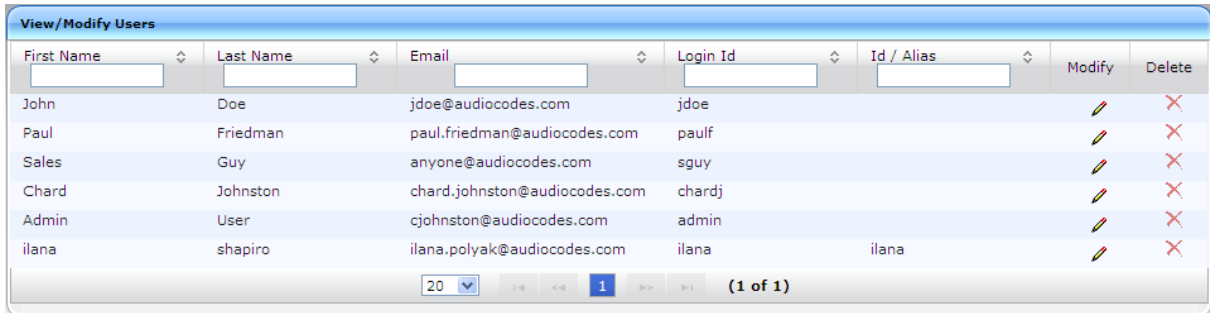 View/Modify Users
First Name Last Name Email Login Id Id / Alias Modify Delete
John Doe jdoe@audiocodes.com jdoe
Paul Friedman paul.friedman@audiocodes.com paulf
Sales Guy anyone@audiocodes.com sguy
Chard Johnston chard.johnston@audiocodes.com chardj
Admin User cjohnston@audiocodes.com admin
ilana shapiro ilana.polyak@audiocodes.com ilana ilana
20 1 (1 of 1)